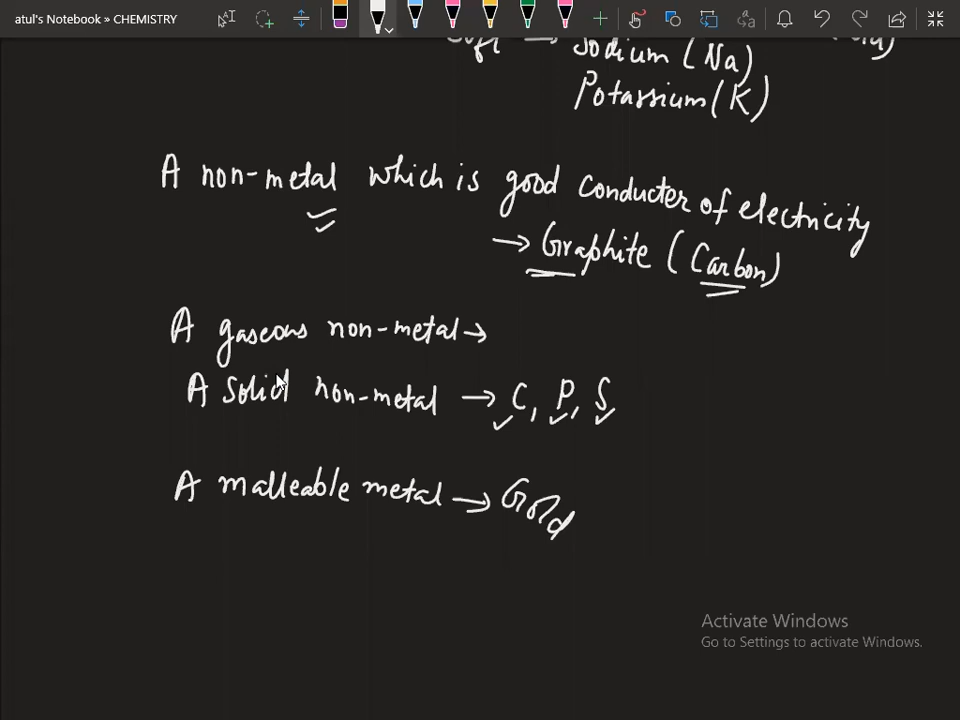 atul's Notebook » CHEMISTRY
Soft → Sodium (Na)
Potassium (K)
A non-metal which is good conducter of electricity
→ Graphite (Carbon)
A gaseous non-metal →
A Solid non-metal → C, P, S
A malleable metal → Gold
Activate Windows
Go to Settings to activate Windows.